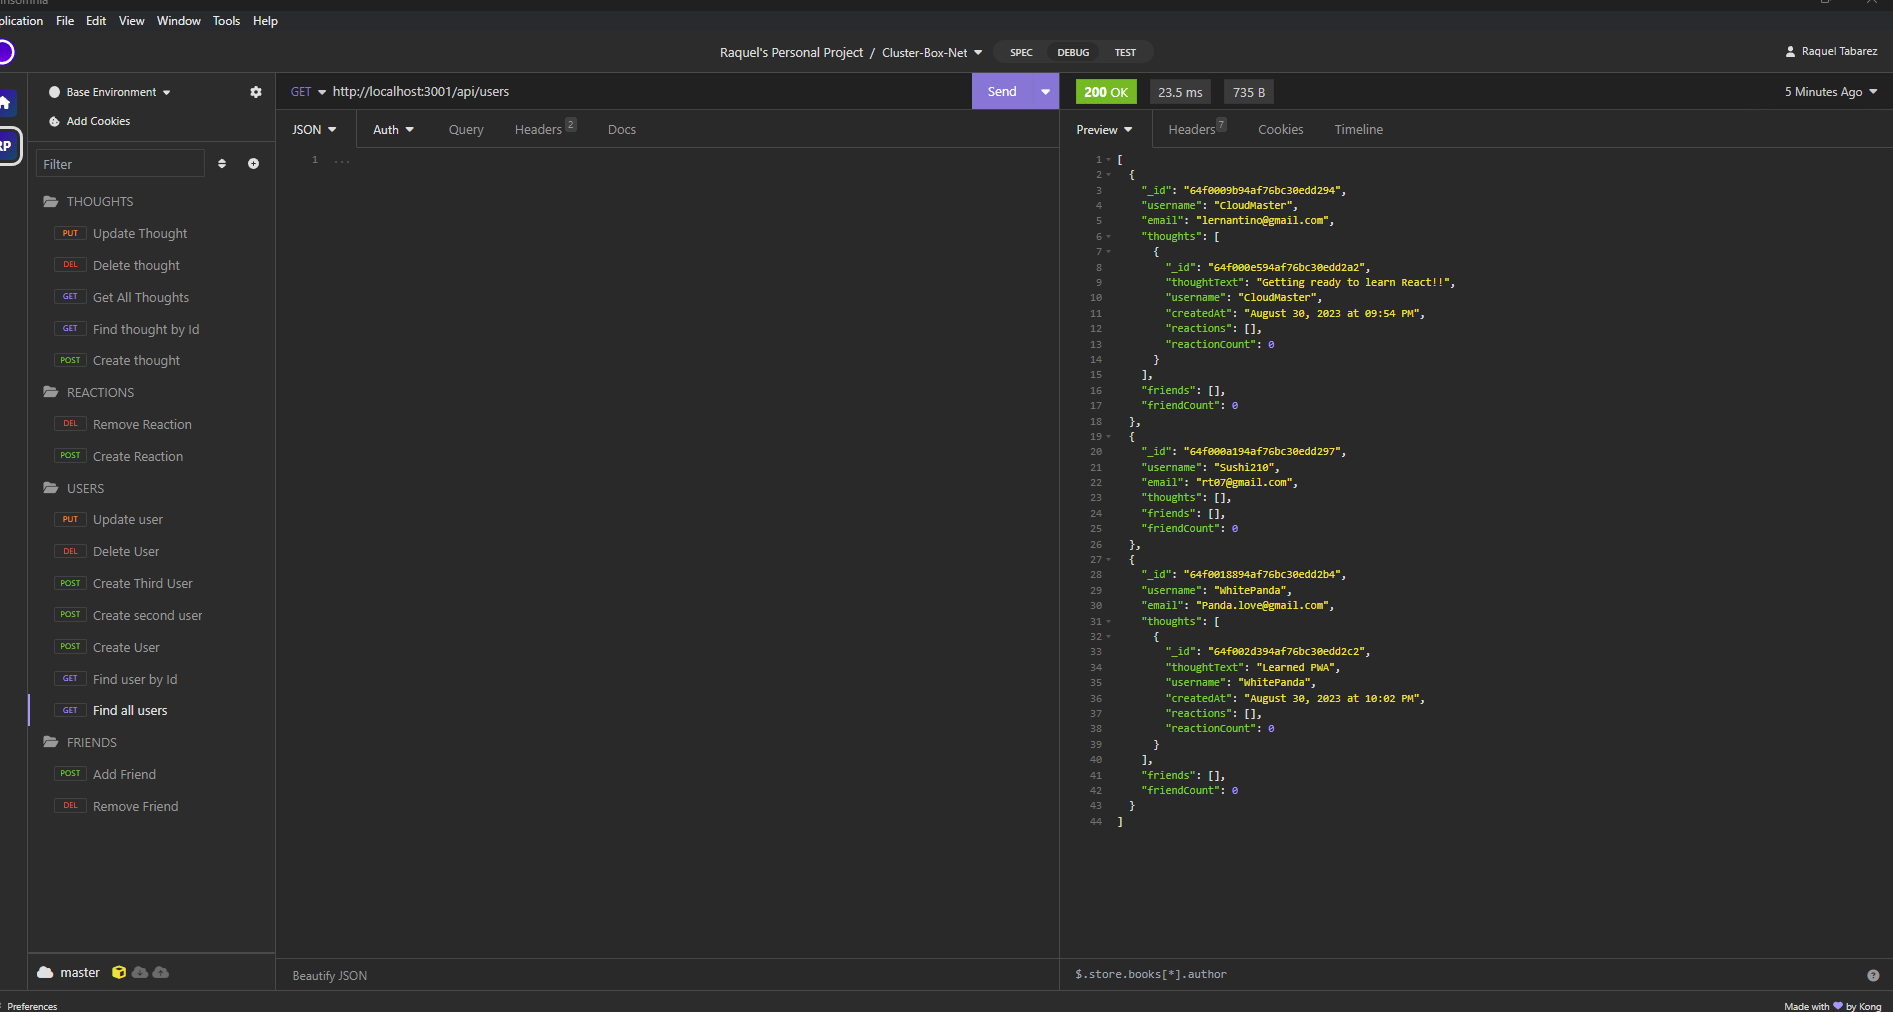 Insomnia
plication File Edit View Window Tools Help
Raquel's Personal Project / Cluster-Box-Net SPEC DEBUG TEST Raquel Tabarez
Base Environment
Add Cookies
RP
Filter
THOUGHTS
PUT Update Thought
DEL Delete thought
GET Get All Thoughts
GET Find thought by Id
POST Create thought
REACTIONS
DEL Remove Reaction
POST Create Reaction
USERS
PUT Update user
DEL Delete User
POST Create Third User
POST Create second user
POST Create User
GET Find user by Id
GET Find all users
FRIENDS
POST Add Friend
DEL Remove Friend
master
Preferences
GET http://localhost:3001/api/users Send
JSON Auth Query Headers 2 Docs
1 ...
Beautify JSON
200 OK 23.5 ms 735 B 5 Minutes Ago
Preview Headers 7 Cookies Timeline
1 [
2 {
3 "_id": "64f0009b94af76bc30edd294",
4 "username": "CloudMaster",
5 "email": "lernantino@gmail.com",
6 "thoughts": [
7 {
8 "_id": "64f000e594af76bc30edd2a2",
9 "thoughtText": "Getting ready to learn React!!",
10 "username": "CloudMaster",
11 "createdAt": "August 30, 2023 at 09:54 PM",
12 "reactions": [],
13 "reactionCount": 0
14 }
15 ],
16 "friends": [],
17 "friendCount": 0
18 },
19 {
20 "_id": "64f000a194af76bc30edd297",
21 "username": "Sushi210",
22 "email": "rt07@gmail.com",
23 "thoughts": [],
24 "friends": [],
25 "friendCount": 0
26 },
27 {
28 "_id": "64f0018894af76bc30edd2b4",
29 "username": "WhitePanda",
30 "email": "Panda.love@gmail.com",
31 "thoughts": [
32 {
33 "_id": "64f002d394af76bc30edd2c2",
34 "thoughtText": "Learned PWA",
35 "username": "WhitePanda",
36 "createdAt": "August 30, 2023 at 10:02 PM",
37 "reactions": [],
38 "reactionCount": 0
39 }
40 ],
41 "friends": [],
42 "friendCount": 0
43 }
44 ]
$.store.books[*].author
Made with by Kong